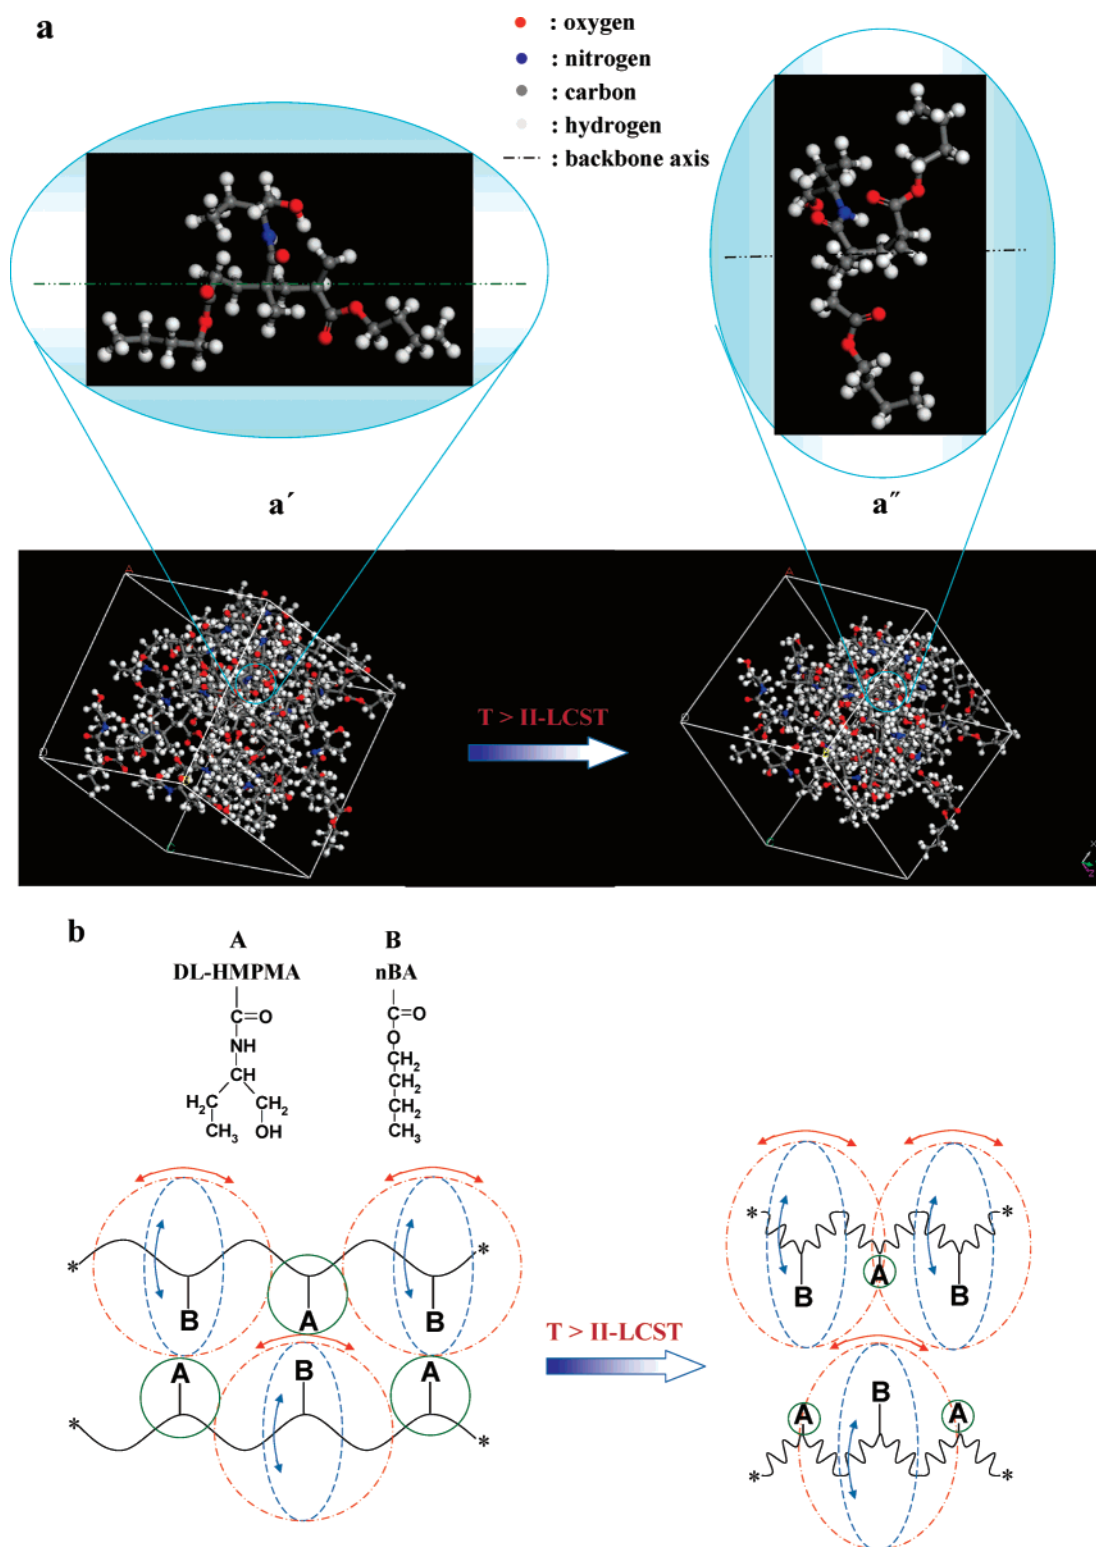 a
: oxygen
: nitrogen
: carbon
: hydrogen
: backbone axis
a′
a″
A
T > II-LCST
A
b
A
DL-HMPMA
C=O
NH
CH
H2C
CH2
CH3
OH
B
nBA
C=O
O
CH2
CH2
CH2
CH3
*
B
A
B
*
A
B
A
*
*
T > II-LCST
*
B
A
B
*
A
B
A
*
*